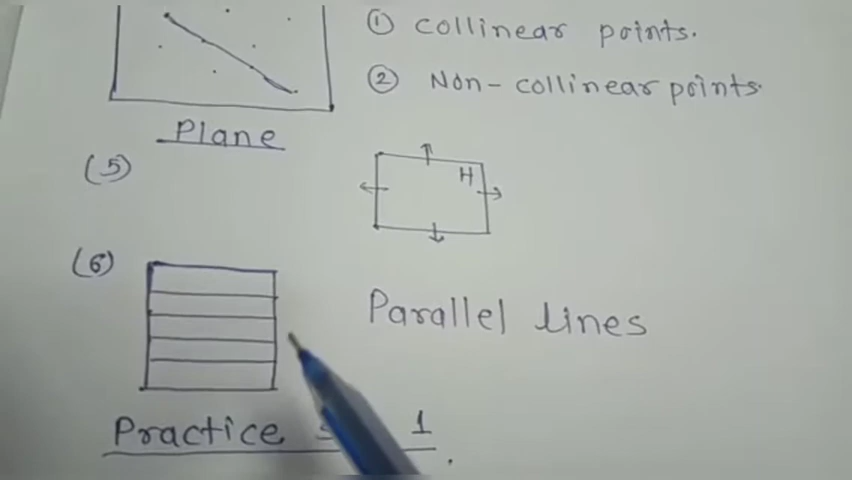 ① Collinear points.
② Non-collinear points.
Plane
(5)
H
(6)
Parallel lines
Practice 1